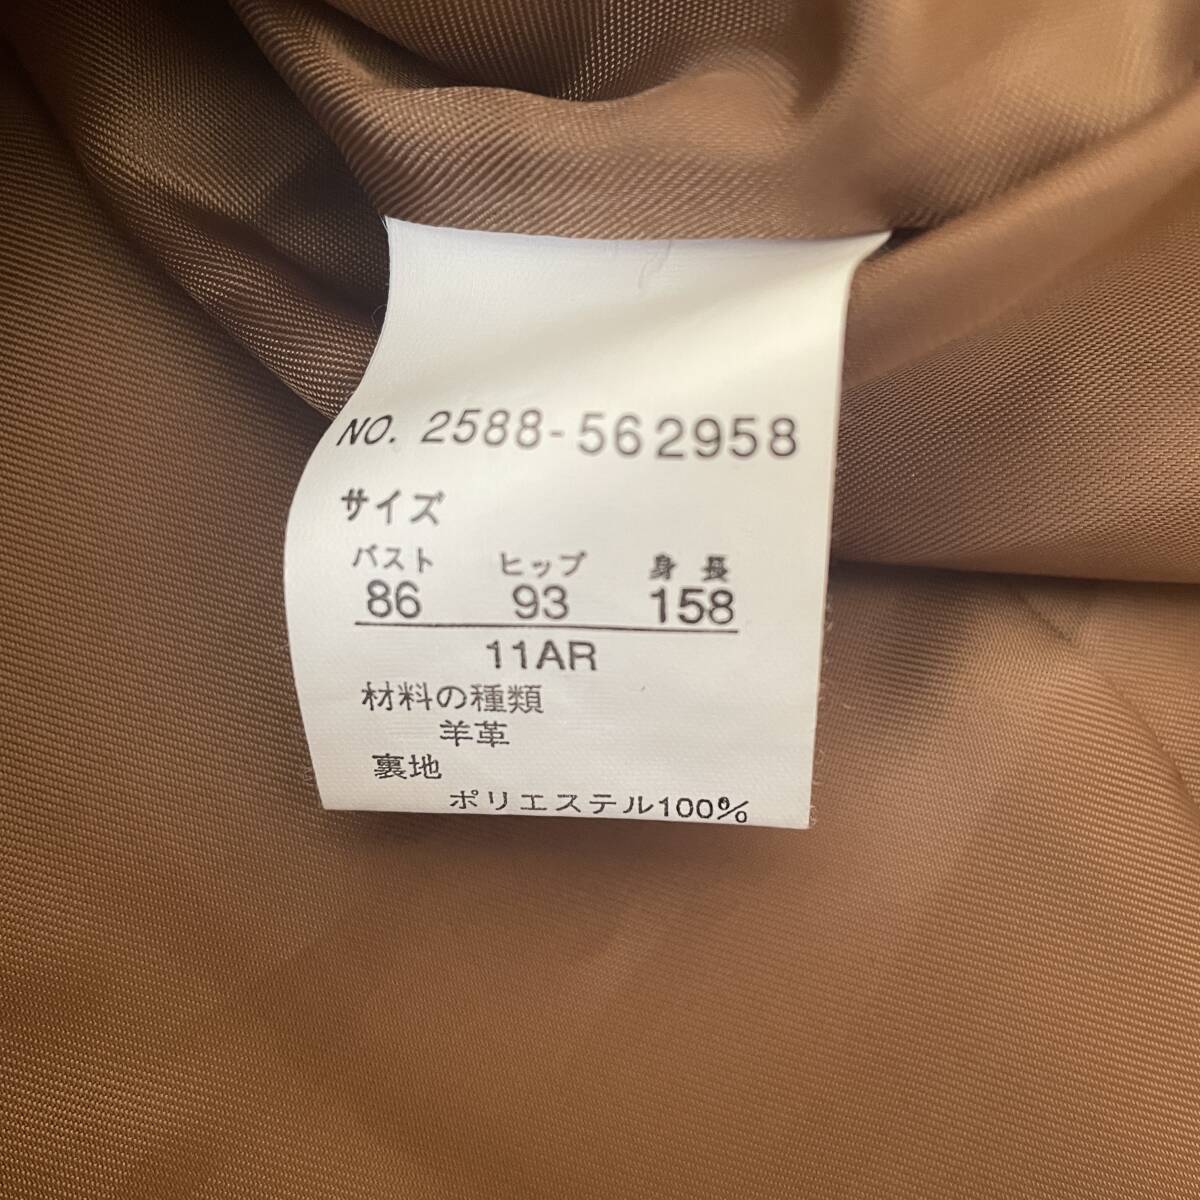 NO. 2588-562958
サイズ
バスト ヒップ 身長
86 93 158
11AR
材料の種類
羊革
裏地
ポリエステル100%